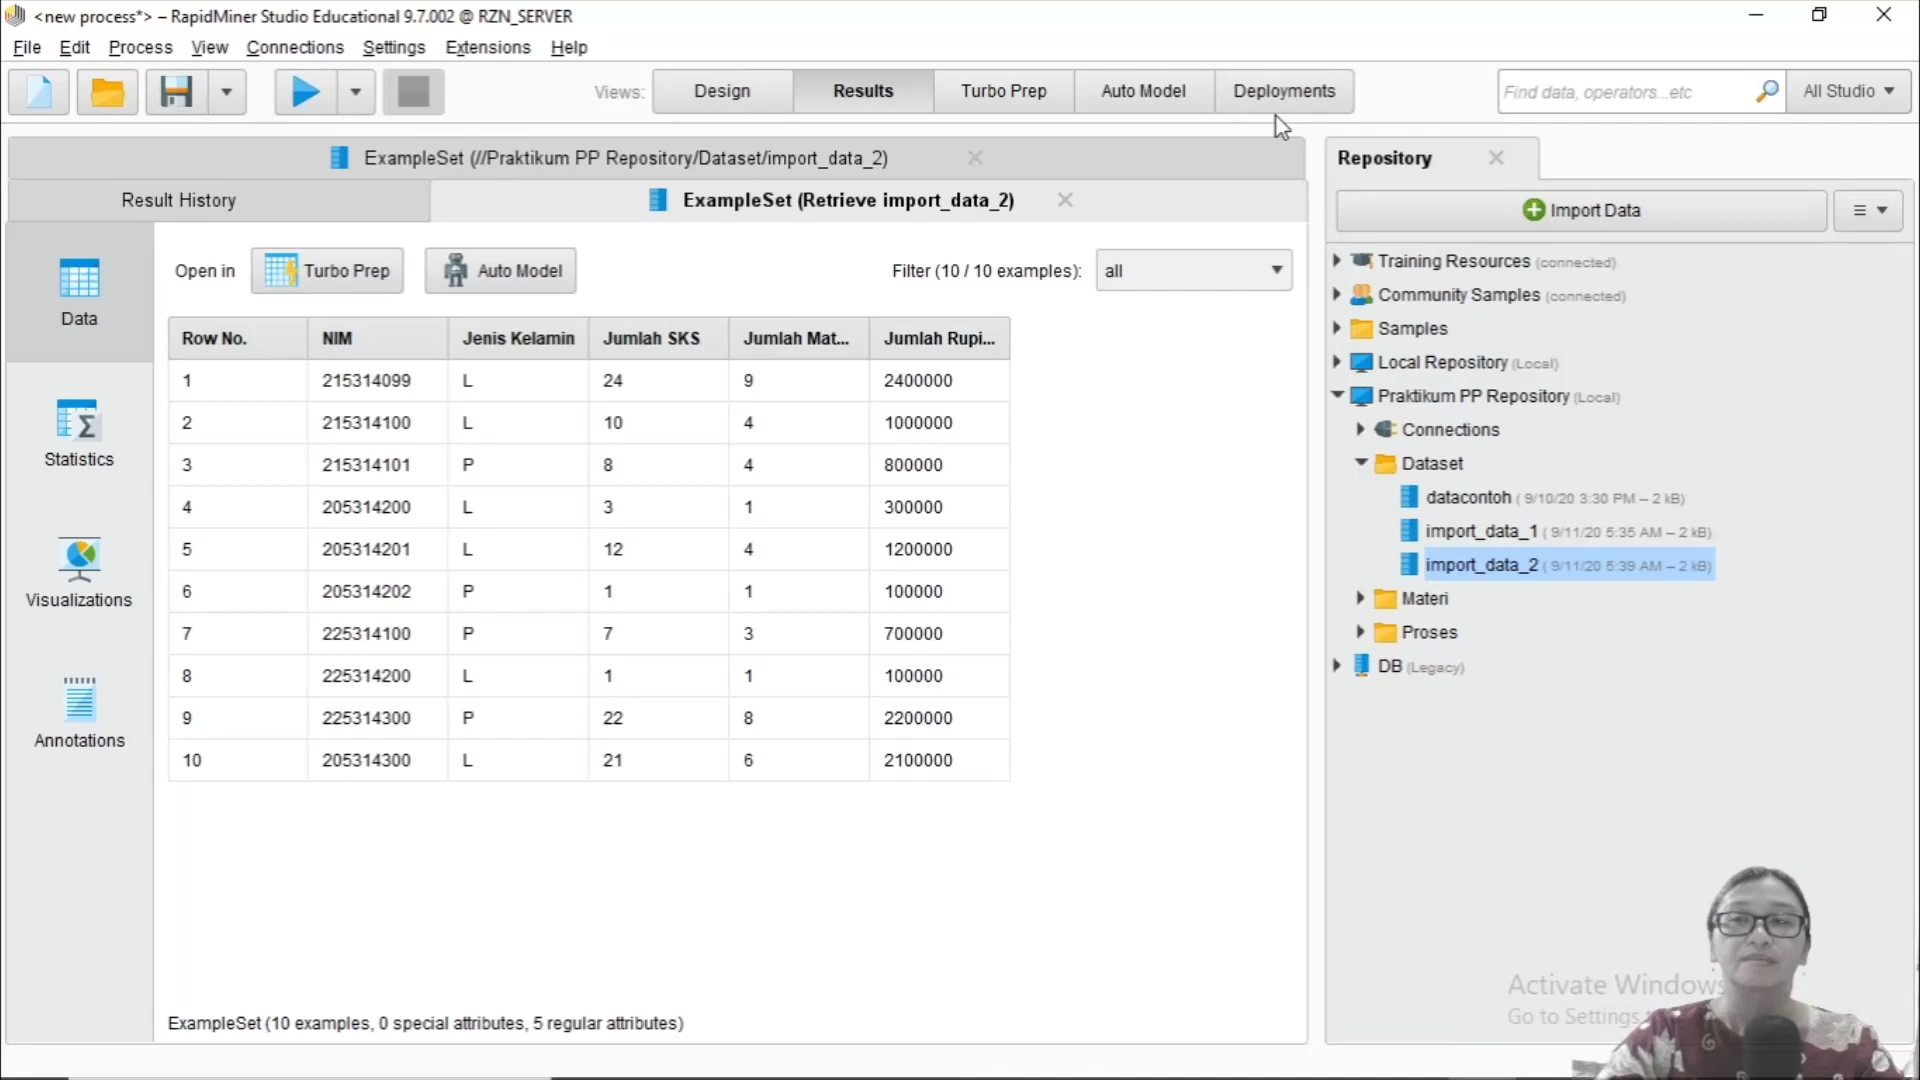 <new process*> – RapidMiner Studio Educational 9.7.002 @ RZN_SERVER
File Edit Process View Connections Settings Extensions Help
Views: Design Results Turbo Prep Auto Model Deployments
Find data, operators...etc
All Studio
ExampleSet (//Praktikum PP Repository/Dataset/import_data_2)
Result History
ExampleSet (Retrieve import_data_2)
Data
Statistics
Visualizations
Annotations
Open in Turbo Prep Auto Model Filter (10 / 10 examples): all
Row No. NIM Jenis Kelamin Jumlah SKS Jumlah Mat... Jumlah Rupi...
1 215314099 L 24 9 2400000
2 215314100 L 10 4 1000000
3 215314101 P 8 4 800000
4 205314200 L 3 1 300000
5 205314201 L 12 4 1200000
6 205314202 P 1 1 100000
7 225314100 P 7 3 700000
8 225314200 L 1 1 100000
9 225314300 P 22 8 2200000
10 205314300 L 21 6 2100000
ExampleSet (10 examples, 0 special attributes, 5 regular attributes)
Repository
Import Data
Training Resources (connected)
Community Samples (connected)
Samples
Local Repository (Local)
Praktikum PP Repository (Local)
Connections
Dataset
datacontoh ( 9/10/20 3:30 PM – 2 kB)
import_data_1 ( 9/11/20 5:35 AM – 2 kB)
import_data_2 ( 9/11/20 5:39 AM – 2 kB)
Materi
Proses
DB (Legacy)
Activate Windows
Go to Settings